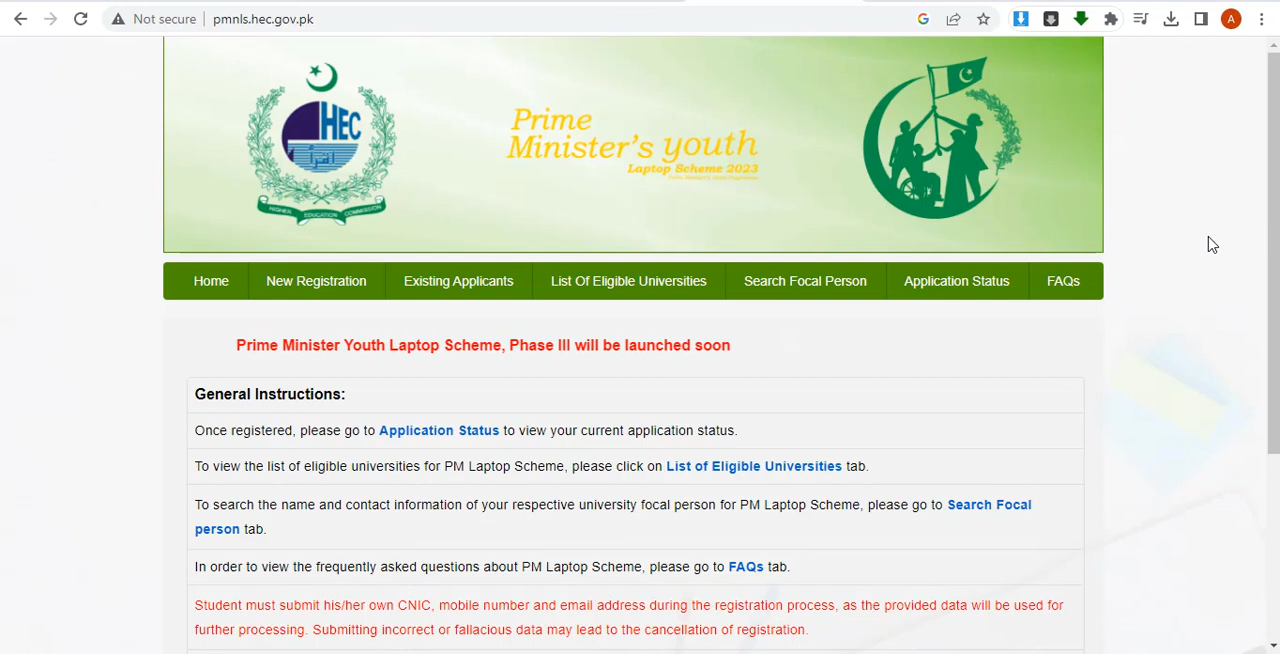 Not secure
pmnls.hec.gov.pk
A
HEC
HIGHER EDUCATION COMMISSION
Prime
Minister's youth
Laptop Scheme 2023
Home
New Registration
Existing Applicants
List Of Eligible Universities
Search Focal Person
Application Status
FAQs
Prime Minister Youth Laptop Scheme, Phase III will be launched soon
General Instructions:
Once registered, please go to Application Status to view your current application status.
To view the list of eligible universities for PM Laptop Scheme, please click on List of Eligible Universities tab.
To search the name and contact information of your respective university focal person for PM Laptop Scheme, please go to Search Focal
person tab.
In order to view the frequently asked questions about PM Laptop Scheme, please go to FAQs tab.
Student must submit his/her own CNIC, mobile number and email address during the registration process, as the provided data will be used for
further processing. Submitting incorrect or fallacious data may lead to the cancellation of registration.